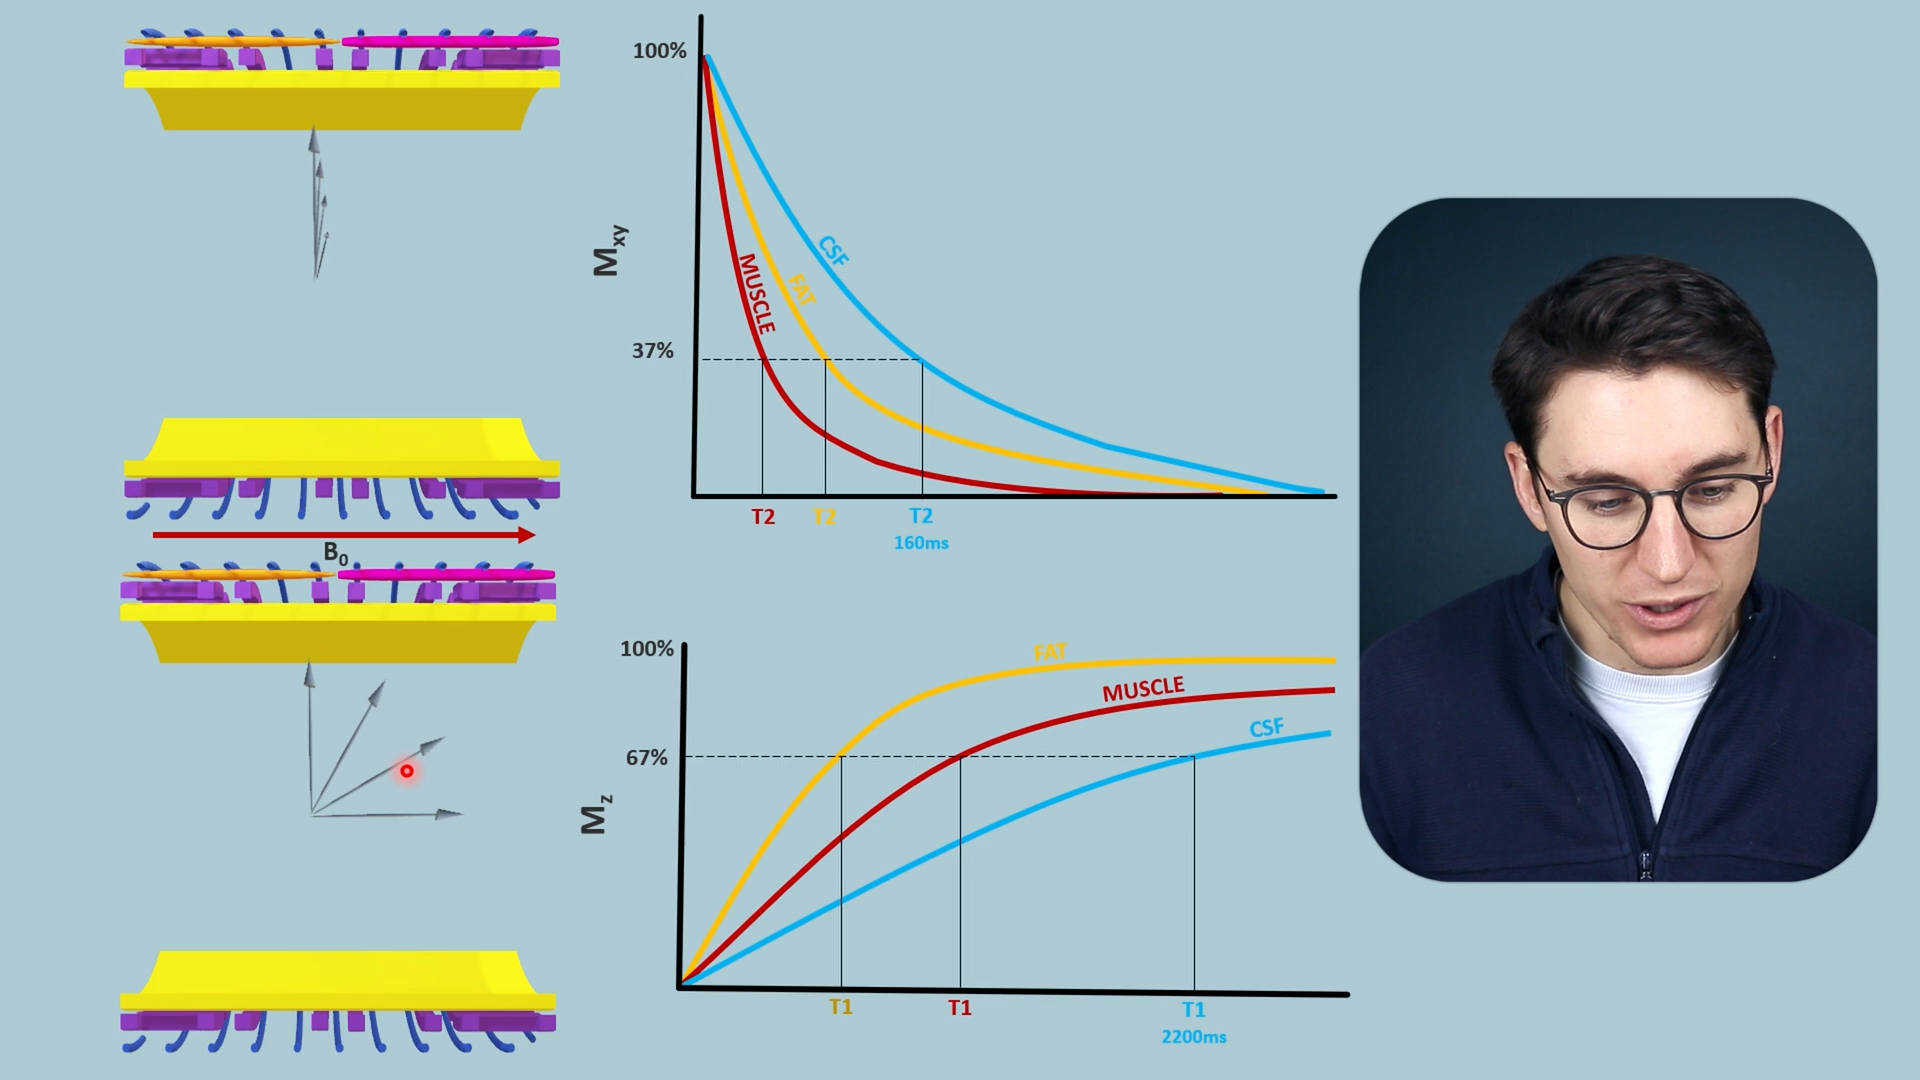 100%
37%
Mxy
MUSCLE
FAT
CSF
T2
T2
T2
160ms
B0
100%
67%
Mz
FAT
MUSCLE
CSF
T1
T1
T1
2200ms